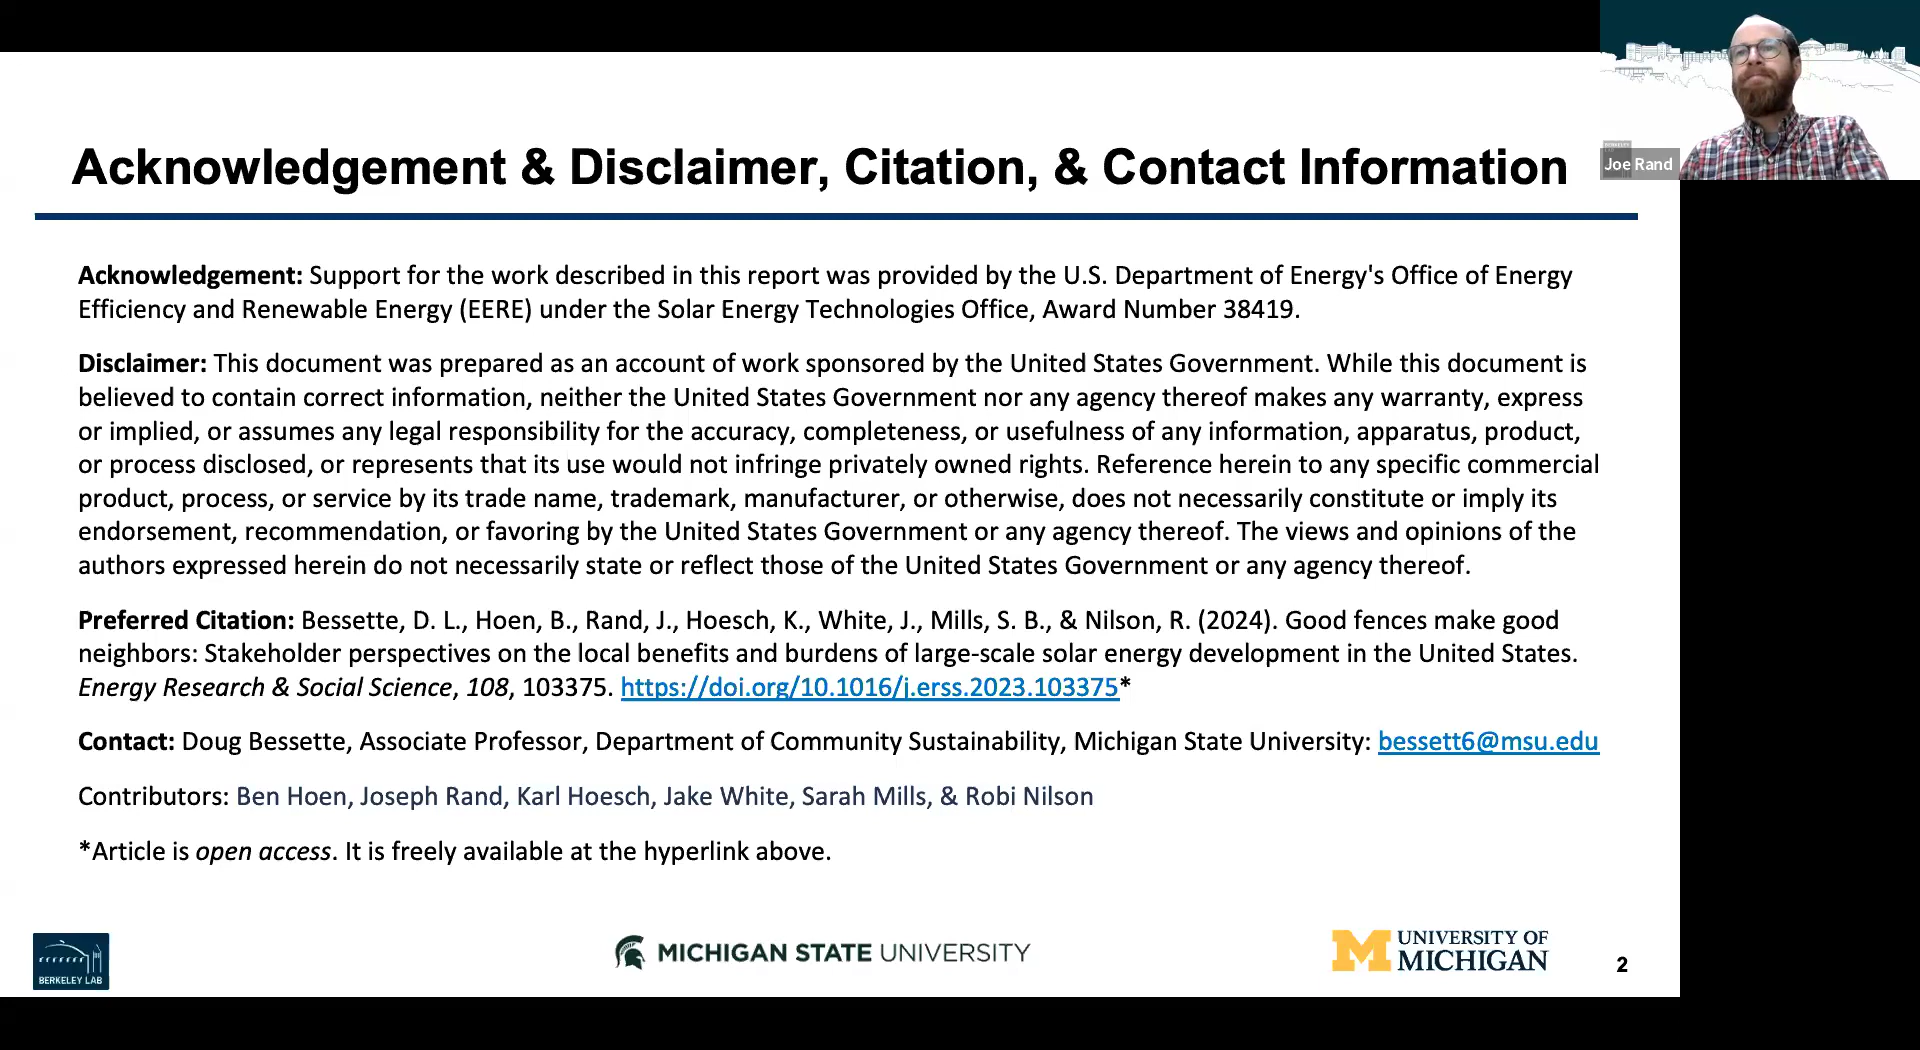 Acknowledgement & Disclaimer, Citation, & Contact Information
Joe Rand
Acknowledgement: Support for the work described in this report was provided by the U.S. Department of Energy's Office of Energy
Efficiency and Renewable Energy (EERE) under the Solar Energy Technologies Office, Award Number 38419.
Disclaimer: This document was prepared as an account of work sponsored by the United States Government. While this document is
believed to contain correct information, neither the United States Government nor any agency thereof makes any warranty, express
or implied, or assumes any legal responsibility for the accuracy, completeness, or usefulness of any information, apparatus, product,
or process disclosed, or represents that its use would not infringe privately owned rights. Reference herein to any specific commercial
product, process, or service by its trade name, trademark, manufacturer, or otherwise, does not necessarily constitute or imply its
endorsement, recommendation, or favoring by the United States Government or any agency thereof. The views and opinions of the
authors expressed herein do not necessarily state or reflect those of the United States Government or any agency thereof.
Preferred Citation: Bessette, D. L., Hoen, B., Rand, J., Hoesch, K., White, J., Mills, S. B., & Nilson, R. (2024). Good fences make good
neighbors: Stakeholder perspectives on the local benefits and burdens of large-scale solar energy development in the United States.
Energy Research & Social Science, 108, 103375. https://doi.org/10.1016/j.erss.2023.103375*
Contact: Doug Bessette, Associate Professor, Department of Community Sustainability, Michigan State University: bessett6@msu.edu
Contributors: Ben Hoen, Joseph Rand, Karl Hoesch, Jake White, Sarah Mills, & Robi Nilson
*Article is open access. It is freely available at the hyperlink above.
BERKELEY LAB
MICHIGAN STATE UNIVERSITY
M UNIVERSITY OF
MICHIGAN
2